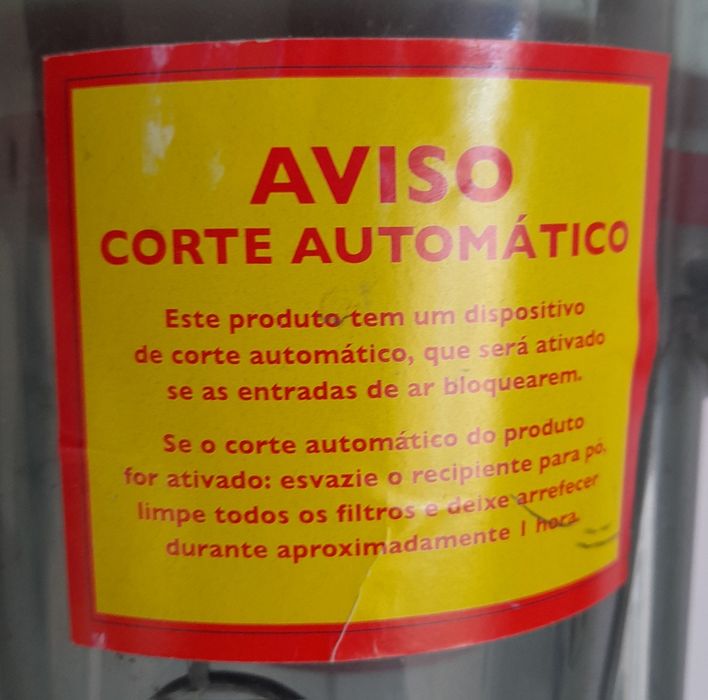 AVISO
CORTE AUTOMÁTICO
Este produto tem um dispositivo
de corte automático, que será ativado
se as entradas de ar bloquearem.
Se o corte automático do produto
for ativado: esvazie o recipiente para pó,
limpe todos os filtros e deixe arrefecer
durante aproximadamente 1 hora.